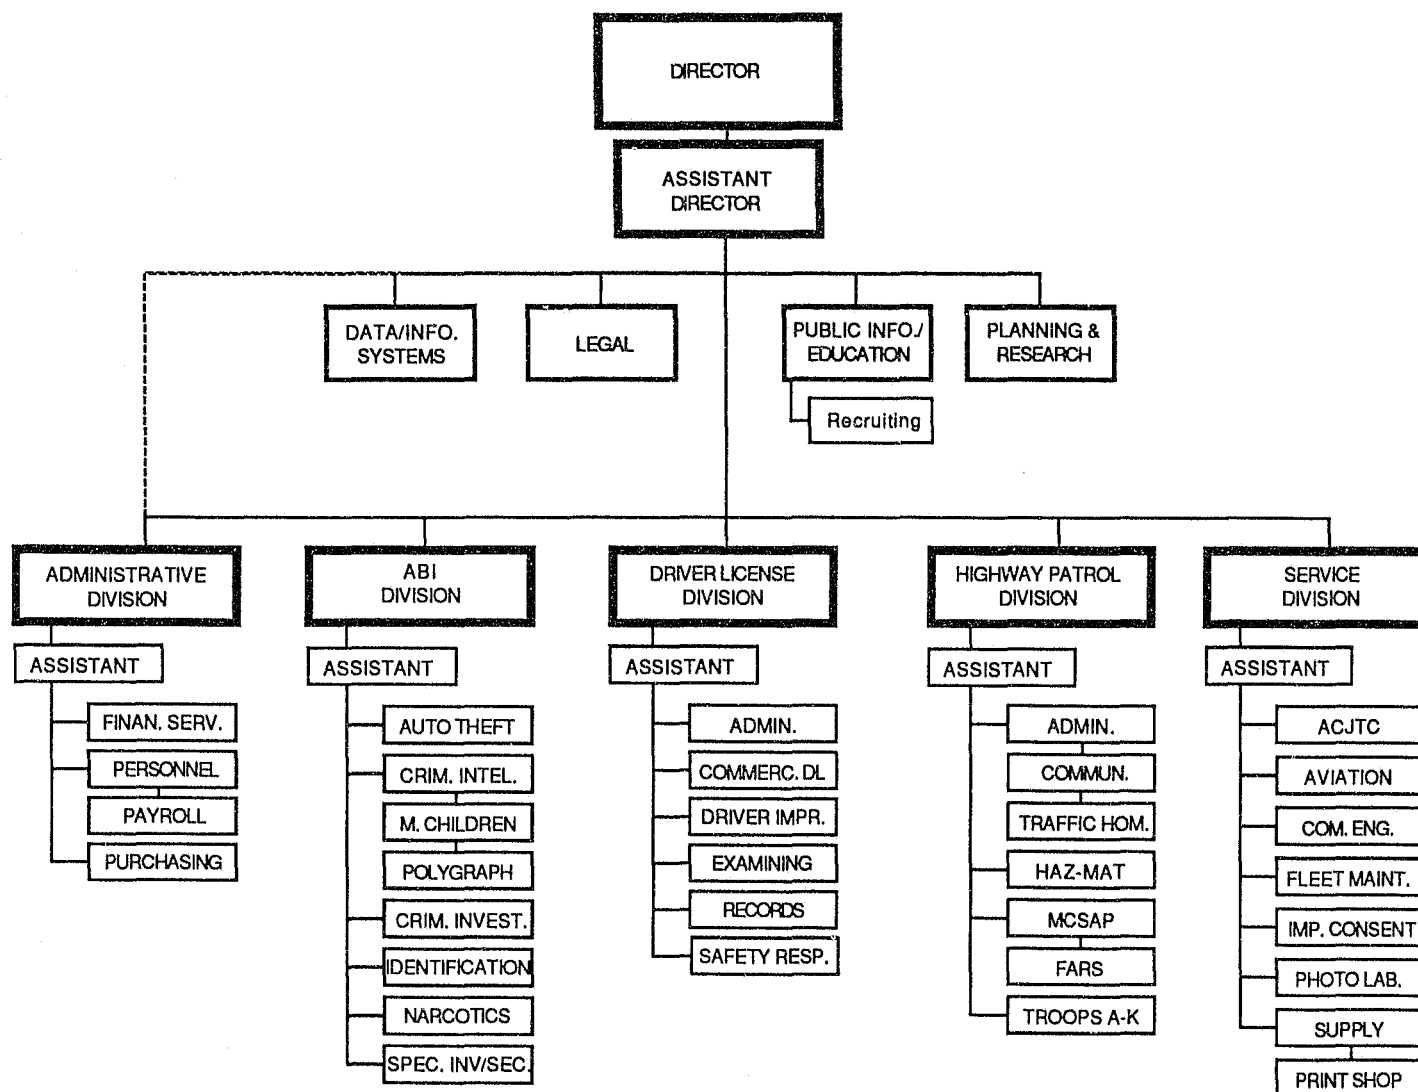 DIRECTOR
ASSISTANT
DIRECTOR
DATA/INFO.
SYSTEMS
LEGAL
PUBLIC INFO./
EDUCATION
PLANNING &
RESEARCH
Recruiting
ADMINISTRATIVE
DIVISION
ASSISTANT
FINAN. SERV.
PERSONNEL
PAYROLL
PURCHASING
ABI
DIVISION
ASSISTANT
AUTO THEFT
CRIM. INTEL.
M. CHILDREN
POLYGRAPH
CRIM. INVEST.
IDENTIFICATION
NARCOTICS
SPEC. INV/SEC.
DRIVER LICENSE
DIVISION
ASSISTANT
ADMIN.
COMMERC. DL
DRIVER IMPR.
EXAMINING
RECORDS
SAFETY RESP.
HIGHWAY PATROL
DIVISION
ASSISTANT
ADMIN.
COMMUN.
TRAFFIC HOM.
HAZ-MAT
MCSAP
FARS
TROOPS A-K
SERVICE
DIVISION
ASSISTANT
ACJTC
AVIATION
COM. ENG.
FLEET MAINT.
IMP. CONSENT
PHOTO LAB.
SUPPLY
PRINT SHOP